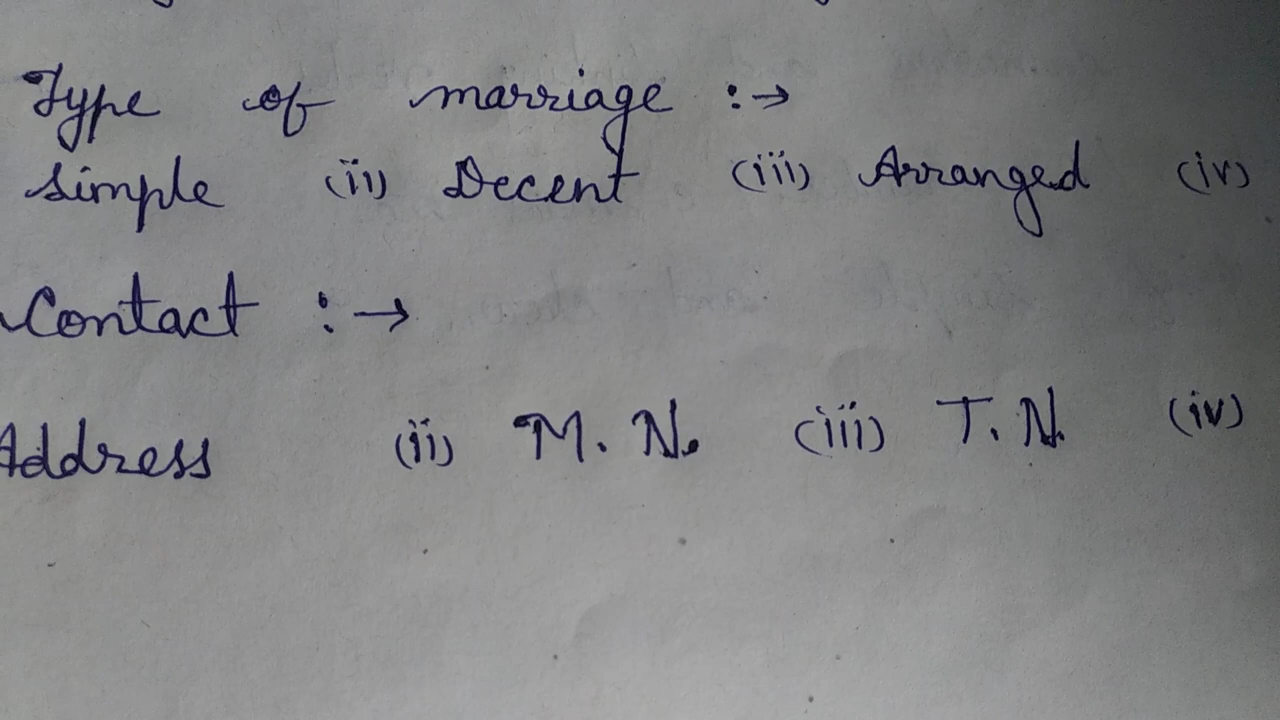 Type of marriage :→
simple (ii) Decent (iii) Arranged (iv)
Contact :→
Address (ii) M. N. (iii) T. N. (iv)